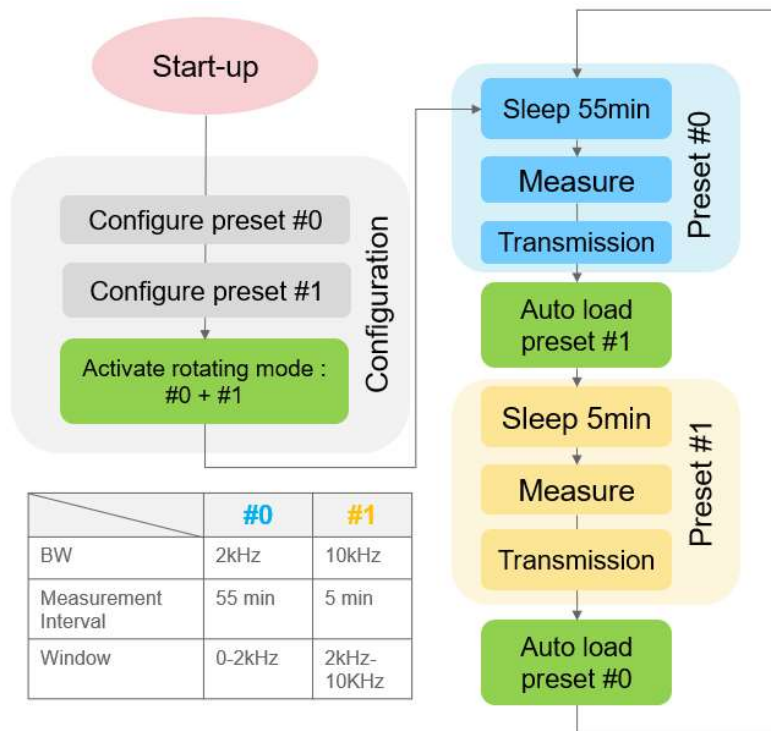 Start-up
Configure preset #0
Configure preset #1
Activate rotating mode :
#0 + #1
Configuration
Sleep 55min
Measure
Transmission
Preset #0
Auto load
preset #1
Sleep 5min
Measure
Transmission
Preset #1
Auto load
preset #0
#0 #1
BW 2kHz 10kHz
Measurement
Interval 55 min 5 min
Window 0-2kHz 2kHz-
10KHz